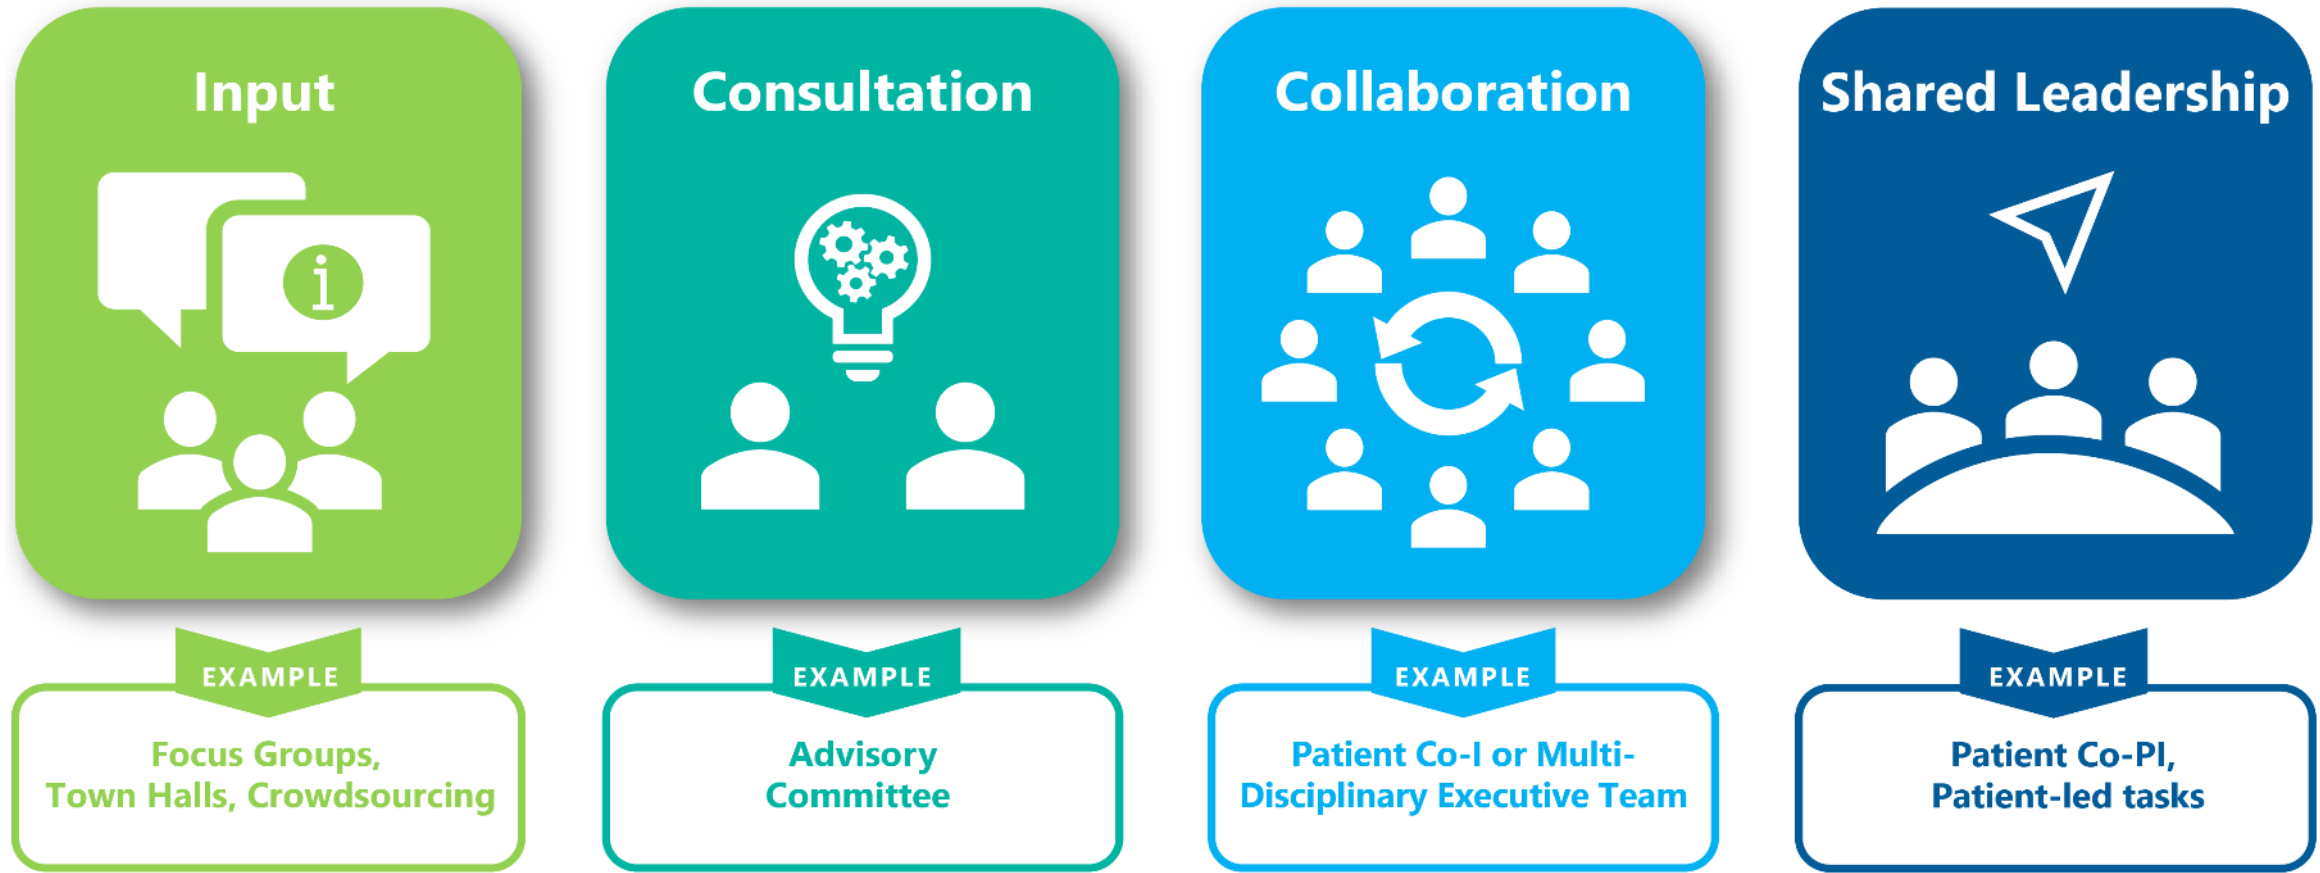 Input
Consultation
Collaboration
Shared Leadership
i
EXAMPLE
Focus Groups,
Town Halls, Crowdsourcing
EXAMPLE
Advisory
Committee
EXAMPLE
Patient Co-I or Multi-
Disciplinary Executive Team
EXAMPLE
Patient Co-PI,
Patient-led tasks